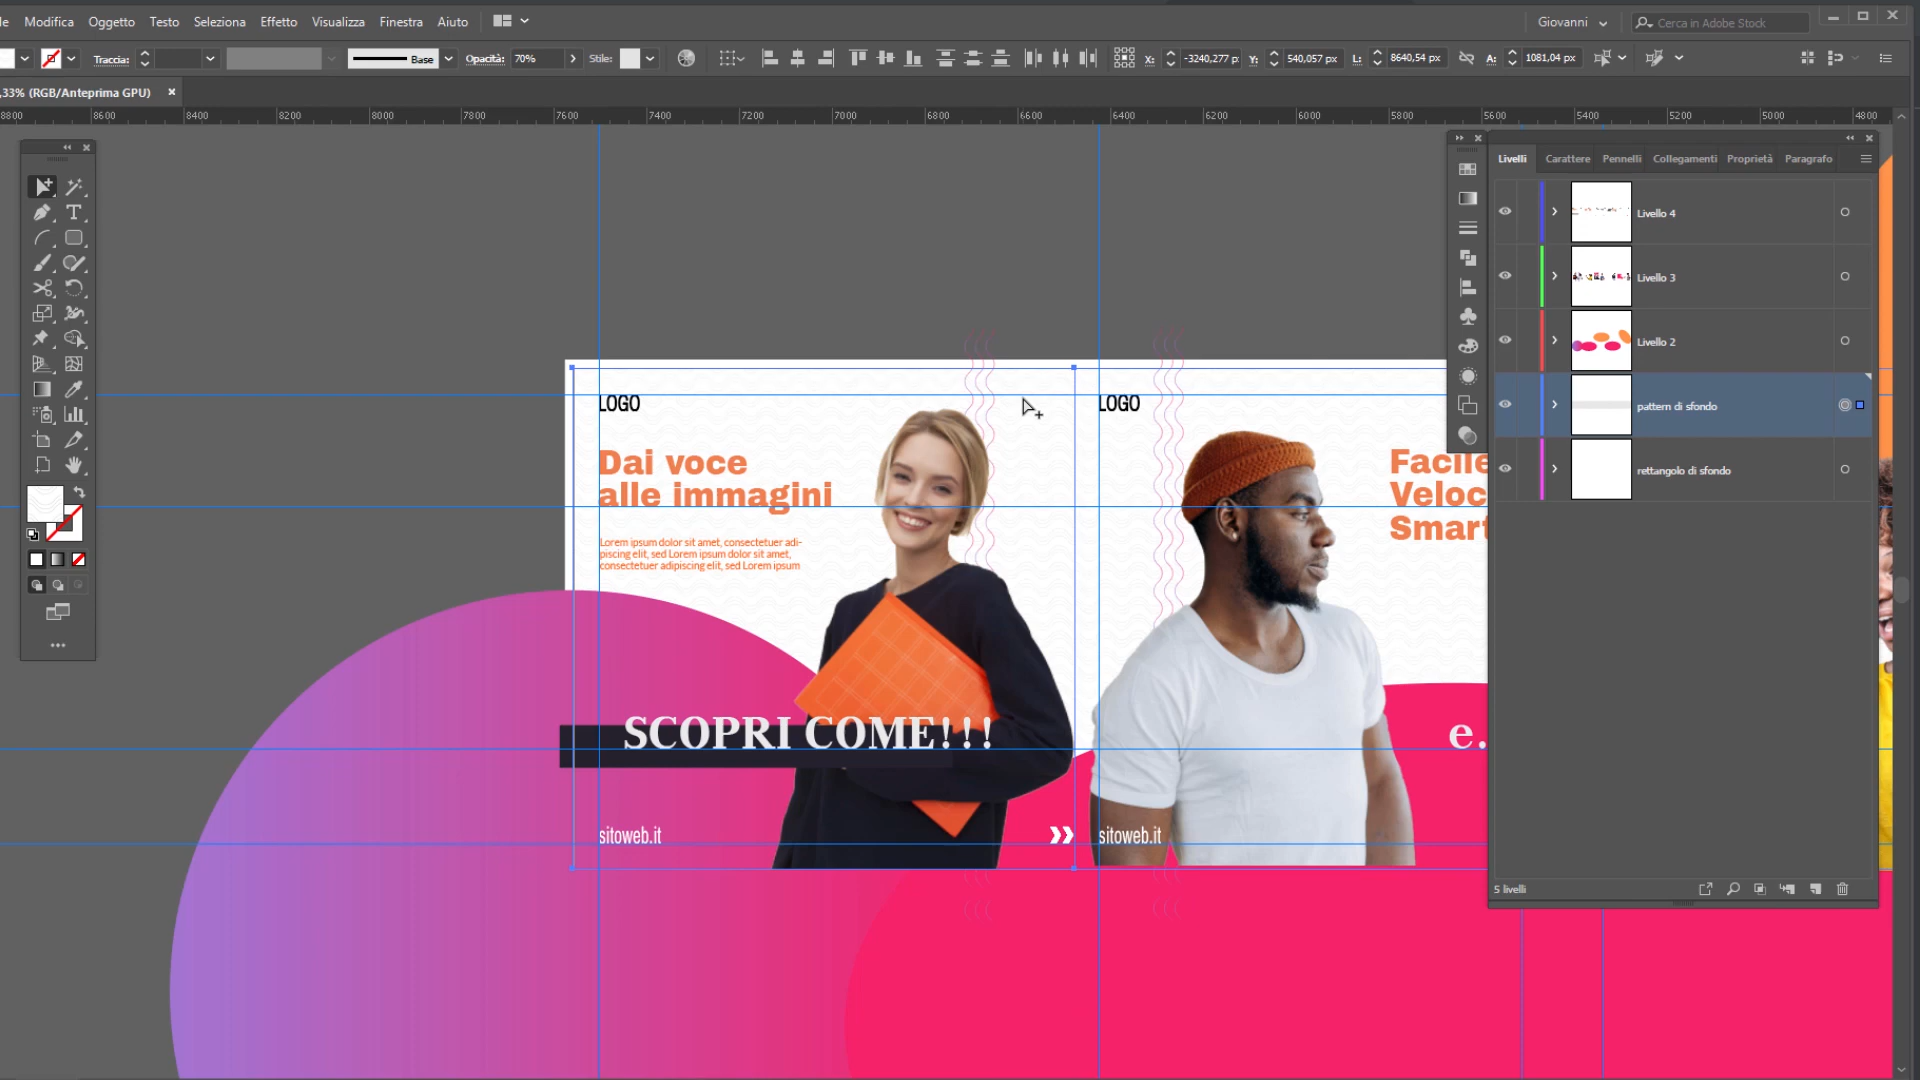 Modifica Oggetto Testo Seleziona Effetto Visualizza Finestra Aiuto
Giovanni Cerca in Adobe Stock
Traccia: Base Opacità: 70% Stile: X: -3240,277 p Y: 540,057 px L: 8640,54 px A: 1081,04 px
,33% (RGB/Anteprima GPU) ×
8800 8600 8400 8200 8000 7800 7600 7400 7200 7000 6800 6600 6400 6200 6000 5800 5600 5400 5200 5000 4800
Livelli Carattere Pennelli Collegamenti Proprietà Paragrafo
Livello 4
Livello 3
Livello 2
pattern di sfondo
rettangolo di sfondo
5 livelli
LOGO
Dai voce
alle immagini
Lorem ipsum dolor sit amet, consectetuer adi-
piscing elit, sed Lorem ipsum dolor sit amet,
consectetuer adipiscing elit, sed Lorem ipsum
SCOPRI COME!!!
sitoweb.it
LOGO
Facile
Veloc
Smart
e.
sitoweb.it